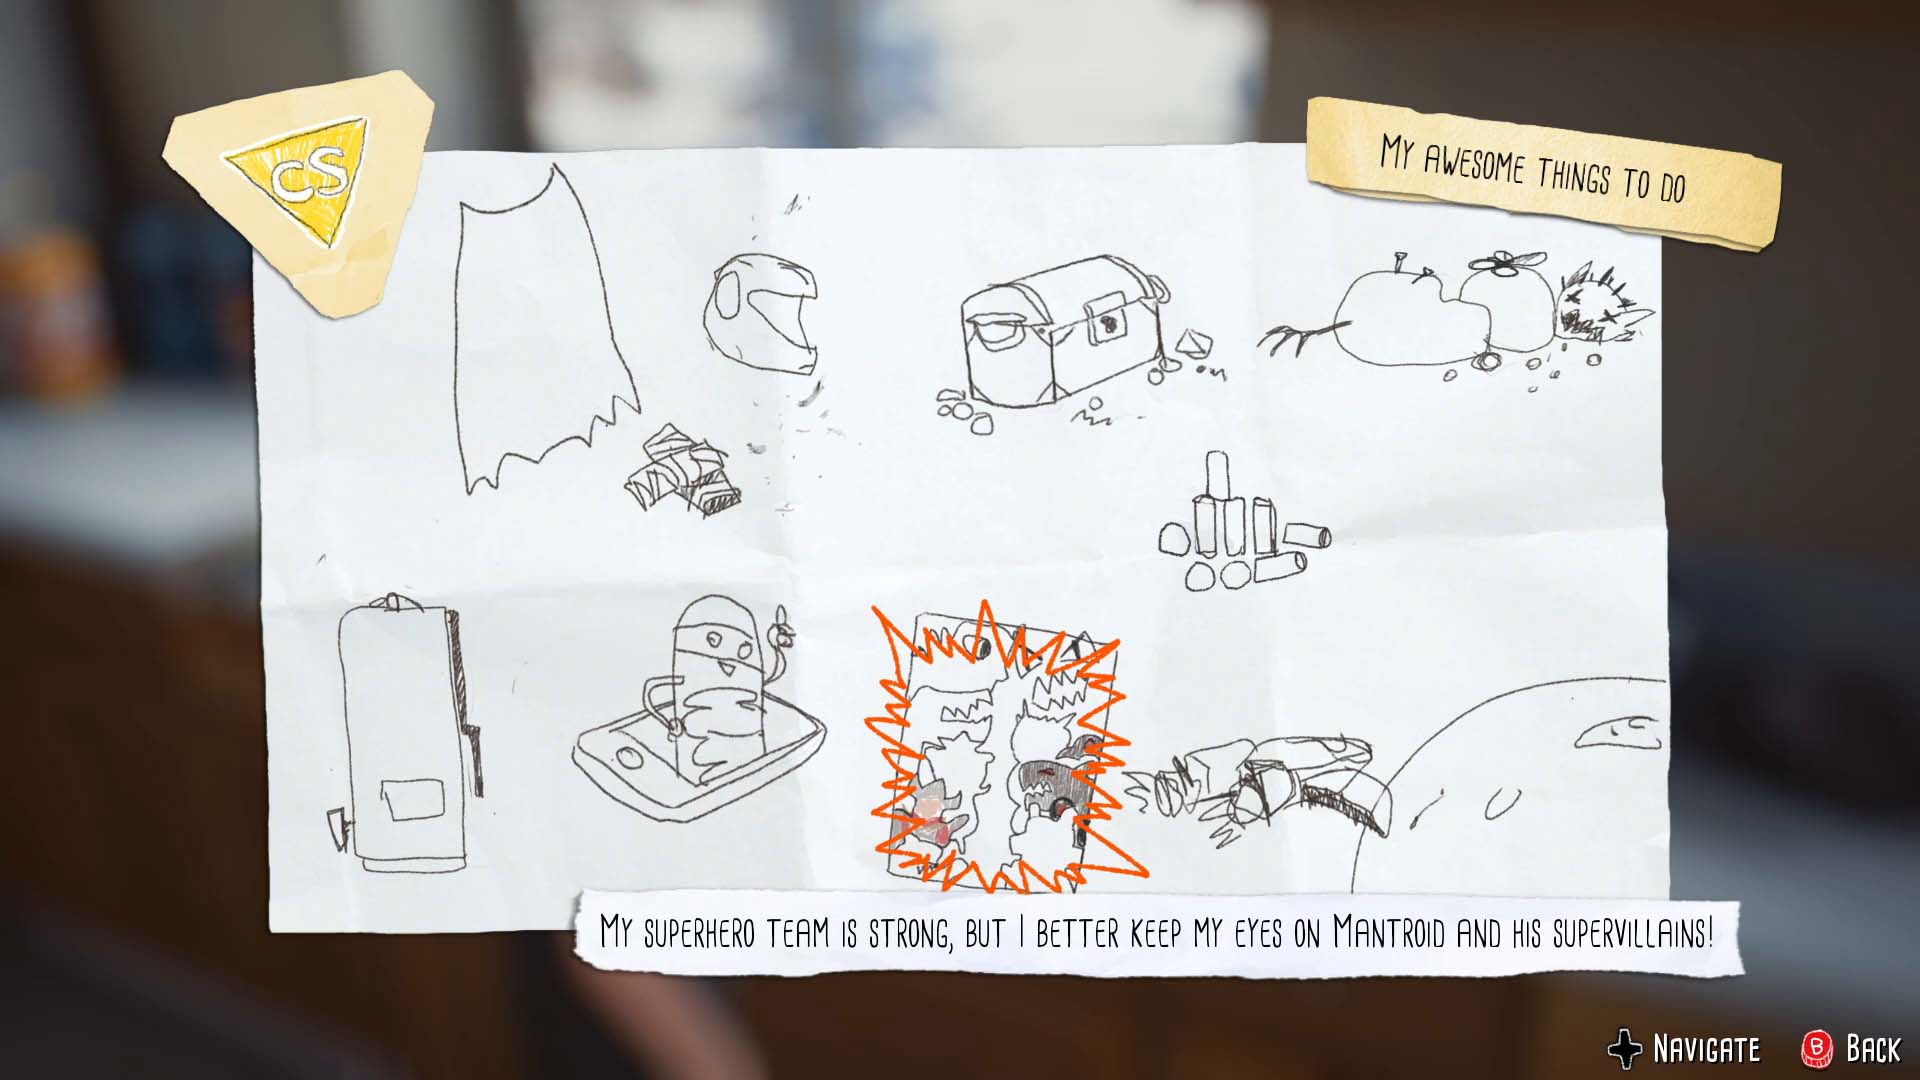 CS
My awesome things to do
My superhero team is strong, but I better keep my eyes on Mantroid and his supervillains!
Navigate
B Back